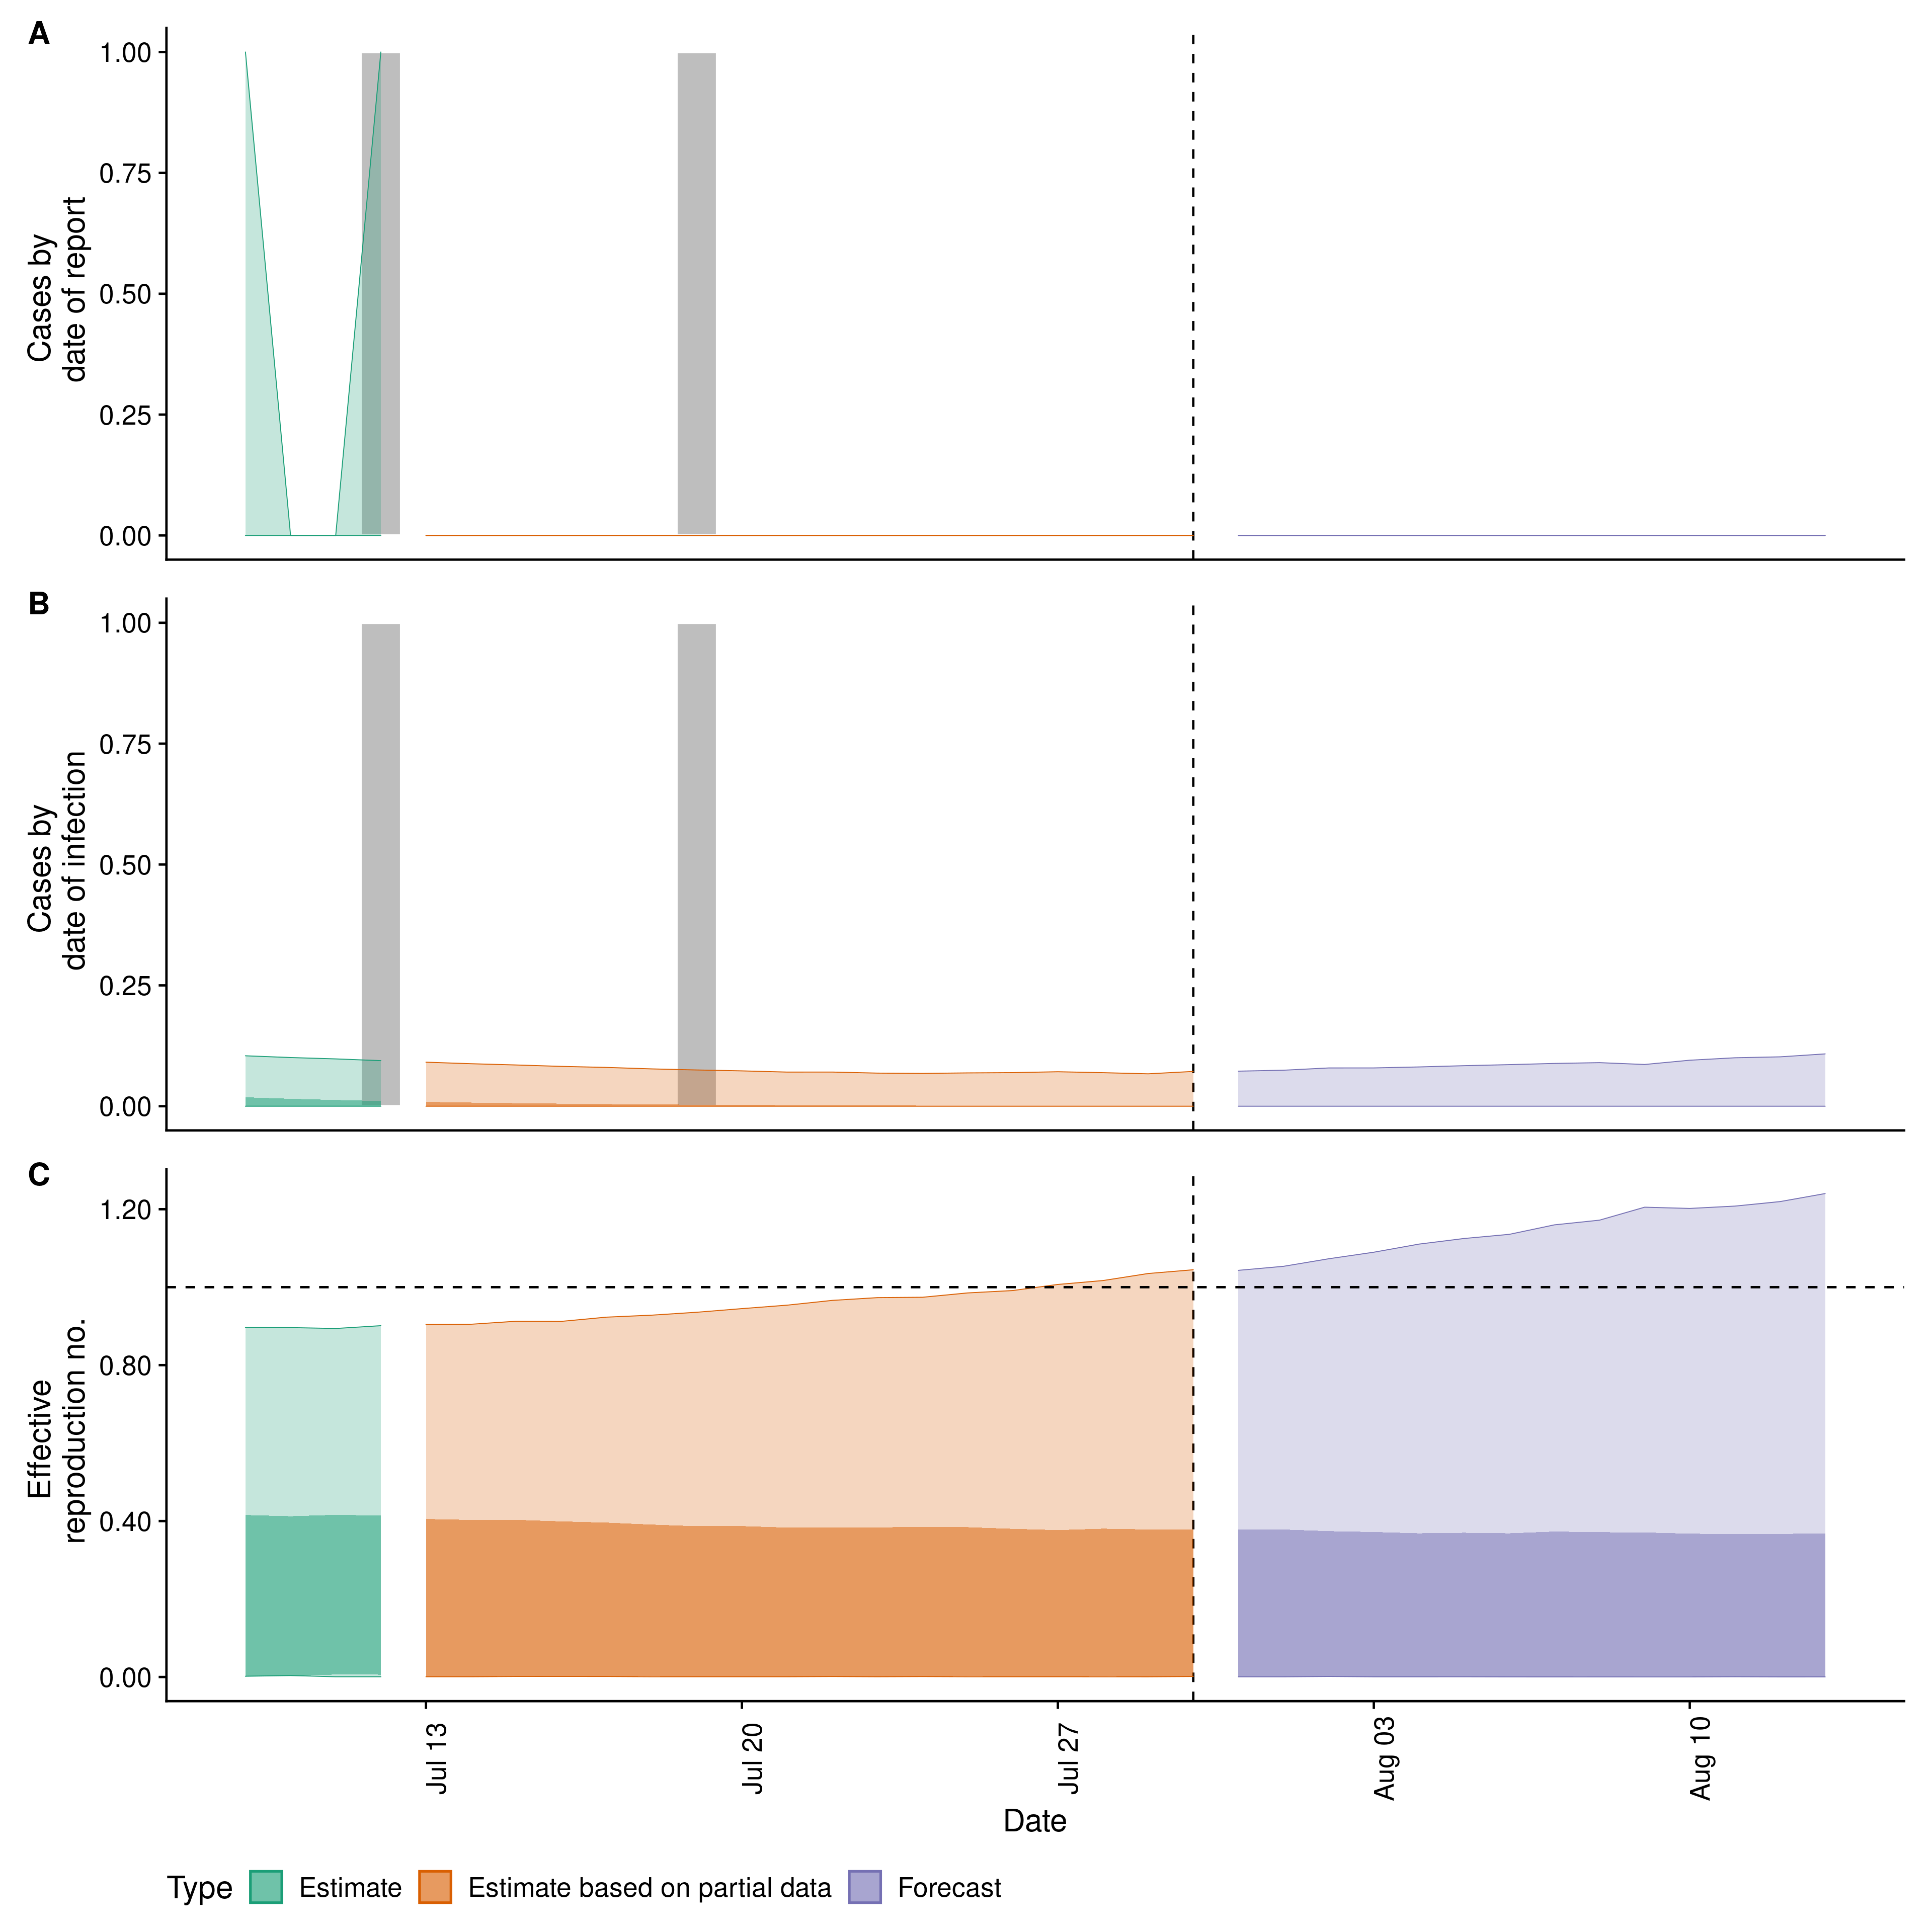 A
1.00
0.75
0.50
0.25
0.00
Cases by
date of report
B
1.00
0.75
0.50
0.25
0.00
Cases by
date of infection
C
1.20
0.80
0.40
0.00
Effective
reproduction no.
Jul 13
Jul 20
Jul 27
Aug 03
Aug 10
Date
Type Estimate Estimate based on partial data Forecast